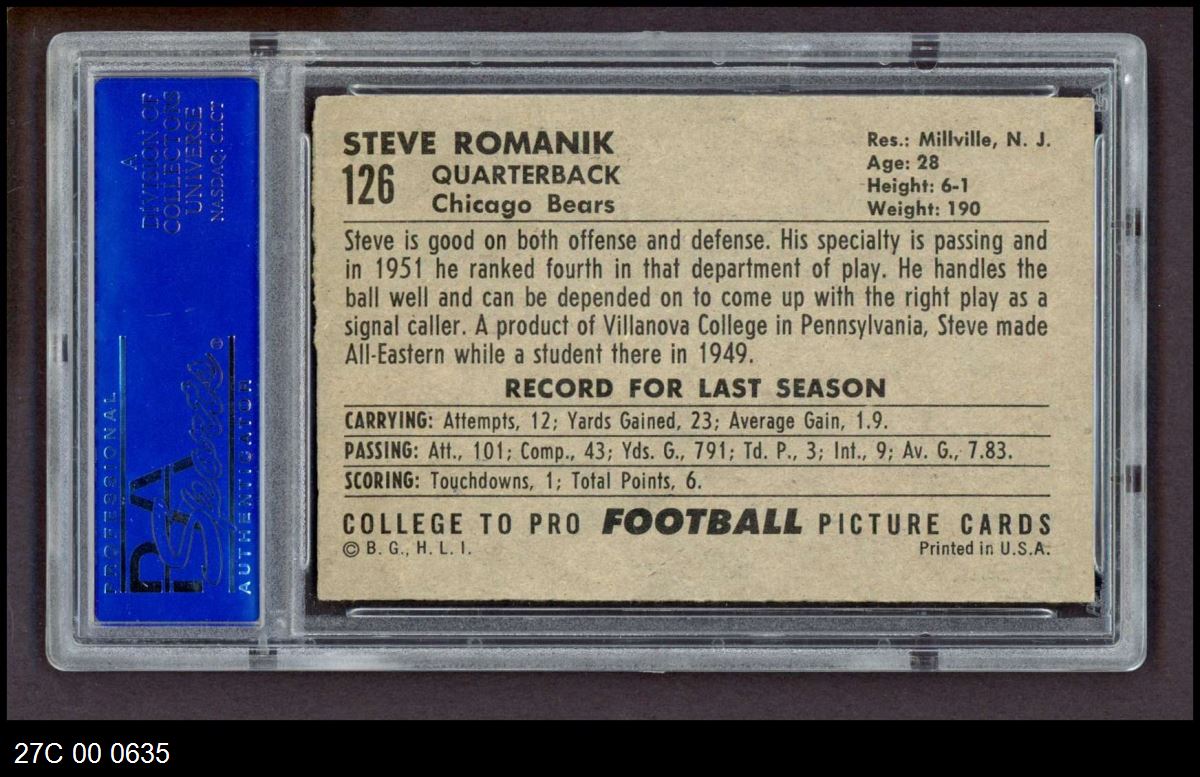 A
DIVISION OF
COLLECTORS
UNIVERSE
NASDAQ: CLCT
PROFESSIONAL
PSA
Sports
®
AUTHENTICATOR
STEVE ROMANIK
126
QUARTERBACK
Chicago Bears
Res.: Millville, N. J.
Age: 28
Height: 6-1
Weight: 190
Steve is good on both offense and defense. His specialty is passing and
in 1951 he ranked fourth in that department of play. He handles the
ball well and can be depended on to come up with the right play as a
signal caller. A product of Villanova College in Pennsylvania, Steve made
All-Eastern while a student there in 1949.
RECORD FOR LAST SEASON
CARRYING: Attempts, 12; Yards Gained, 23; Average Gain, 1.9.
PASSING: Att., 101; Comp., 43; Yds. G., 791; Td. P., 3; Int., 9; Av. G., 7.83.
SCORING: Touchdowns, 1; Total Points, 6.
COLLEGE TO PRO FOOTBALL PICTURE CARDS
© B. G., H. L. I.
Printed in U.S.A.
27C 00 0635